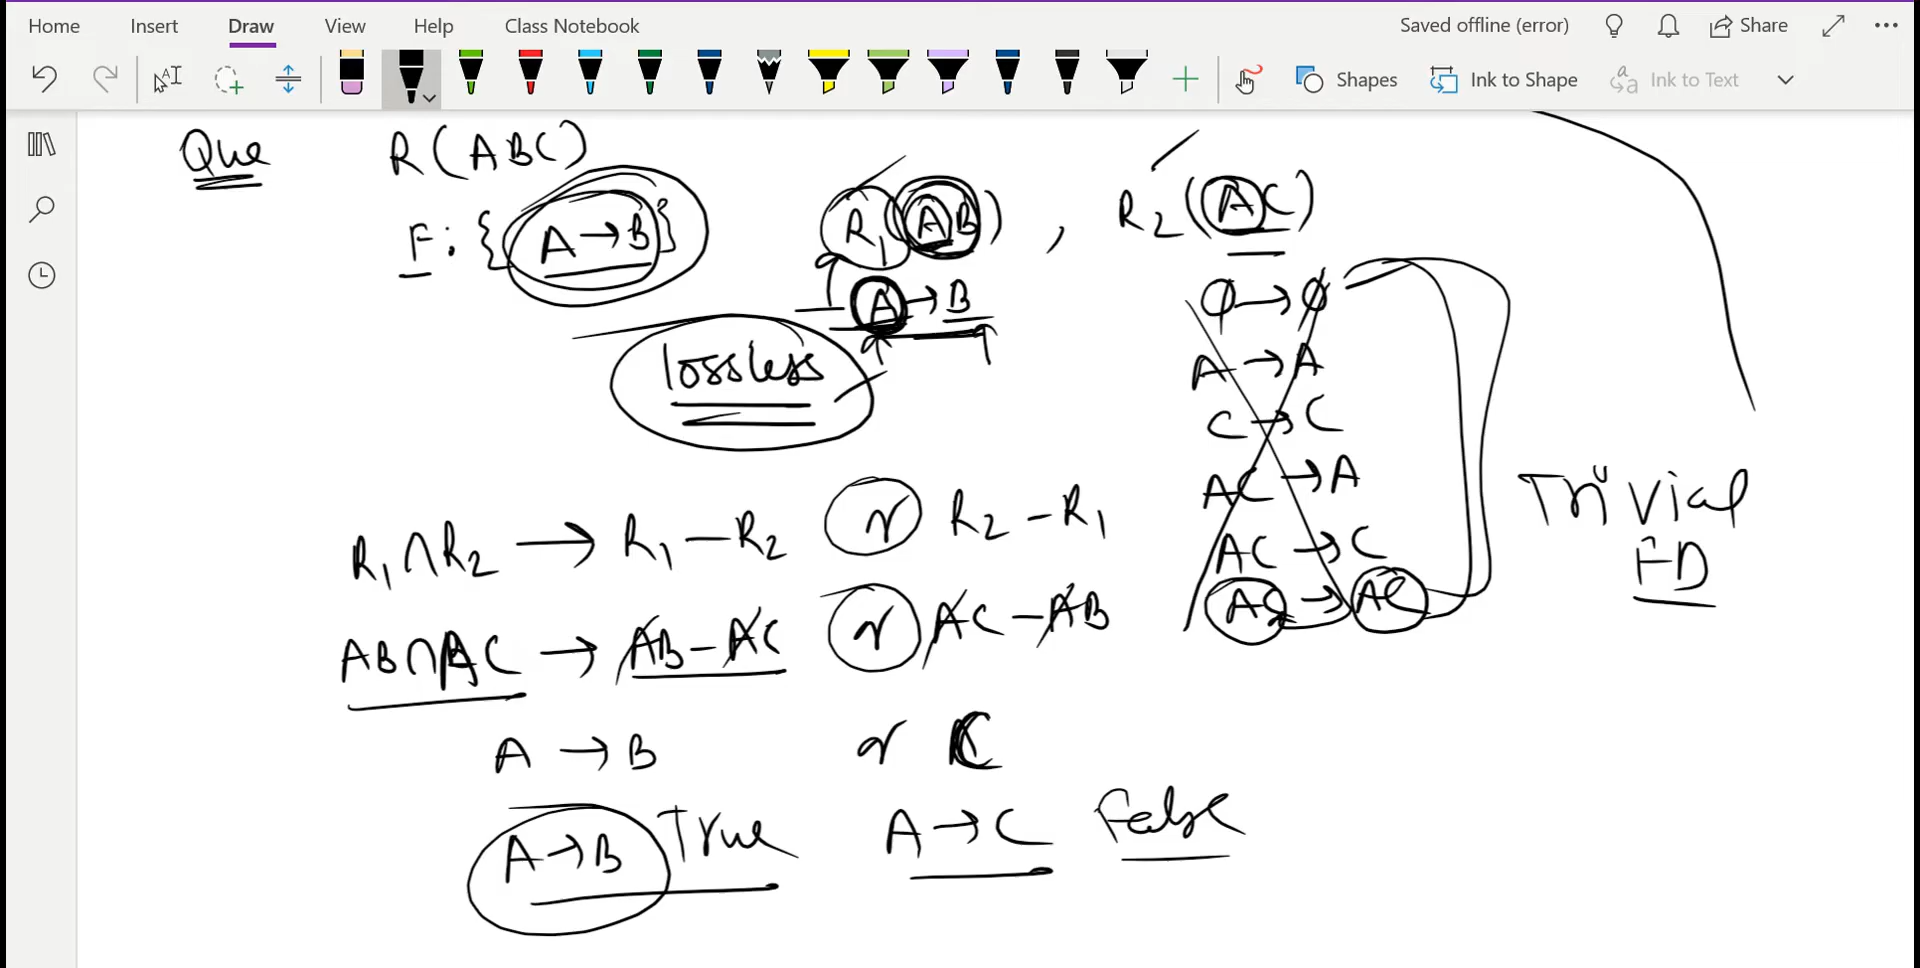 Home Insert Draw View Help Class Notebook Saved offline (error) Share
Shapes Ink to Shape Ink to Text
Que R(ABC)
F: {A→B} R₁(AB), R₂(AC)
A→B
φ→φ
lossless
A→A
C→C
AC→A
AC→C
AC→AC
Trivial
FD
R₁∩R₂ → R₁−R₂ or R₂−R₁
AB∩AC → AB−AC or AC−AB
A→B or C
A→B True A→C False